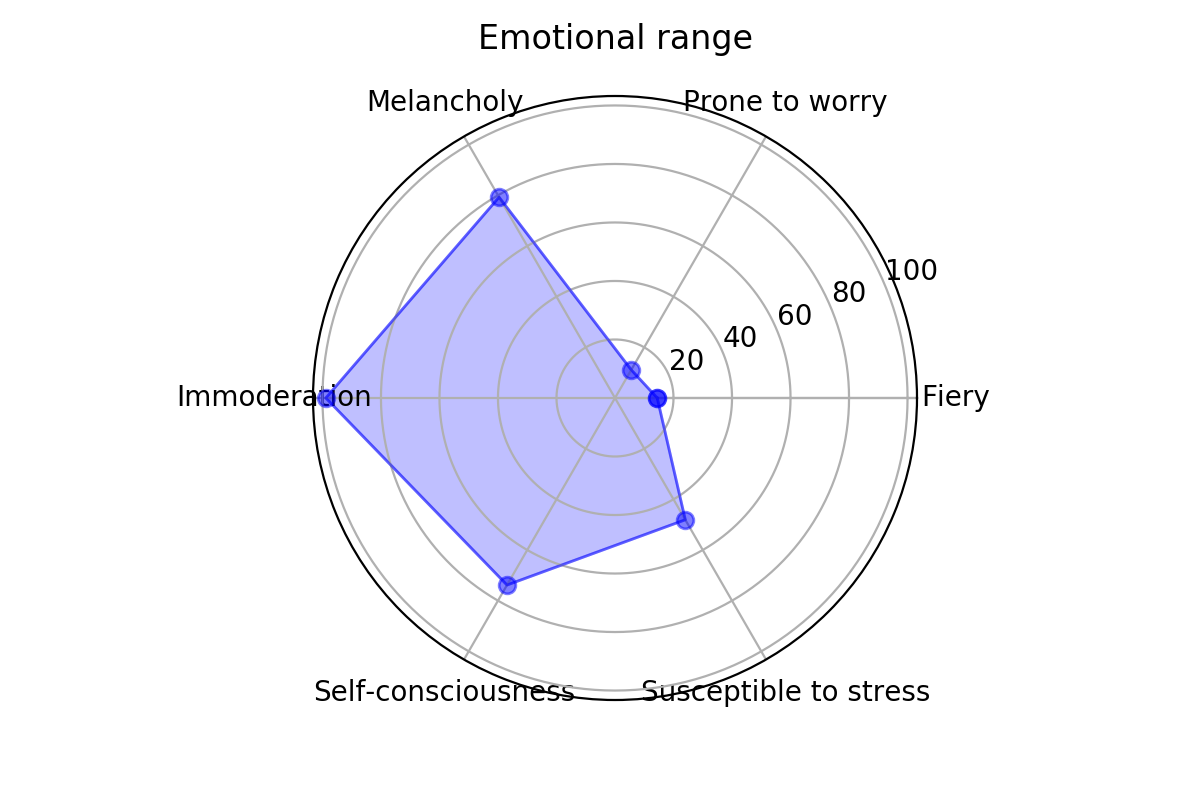 Emotional range
Melancholy
Prone to worry
100
80
60
40
20
Immoderation
Fiery
Self-consciousness
Susceptible to stress